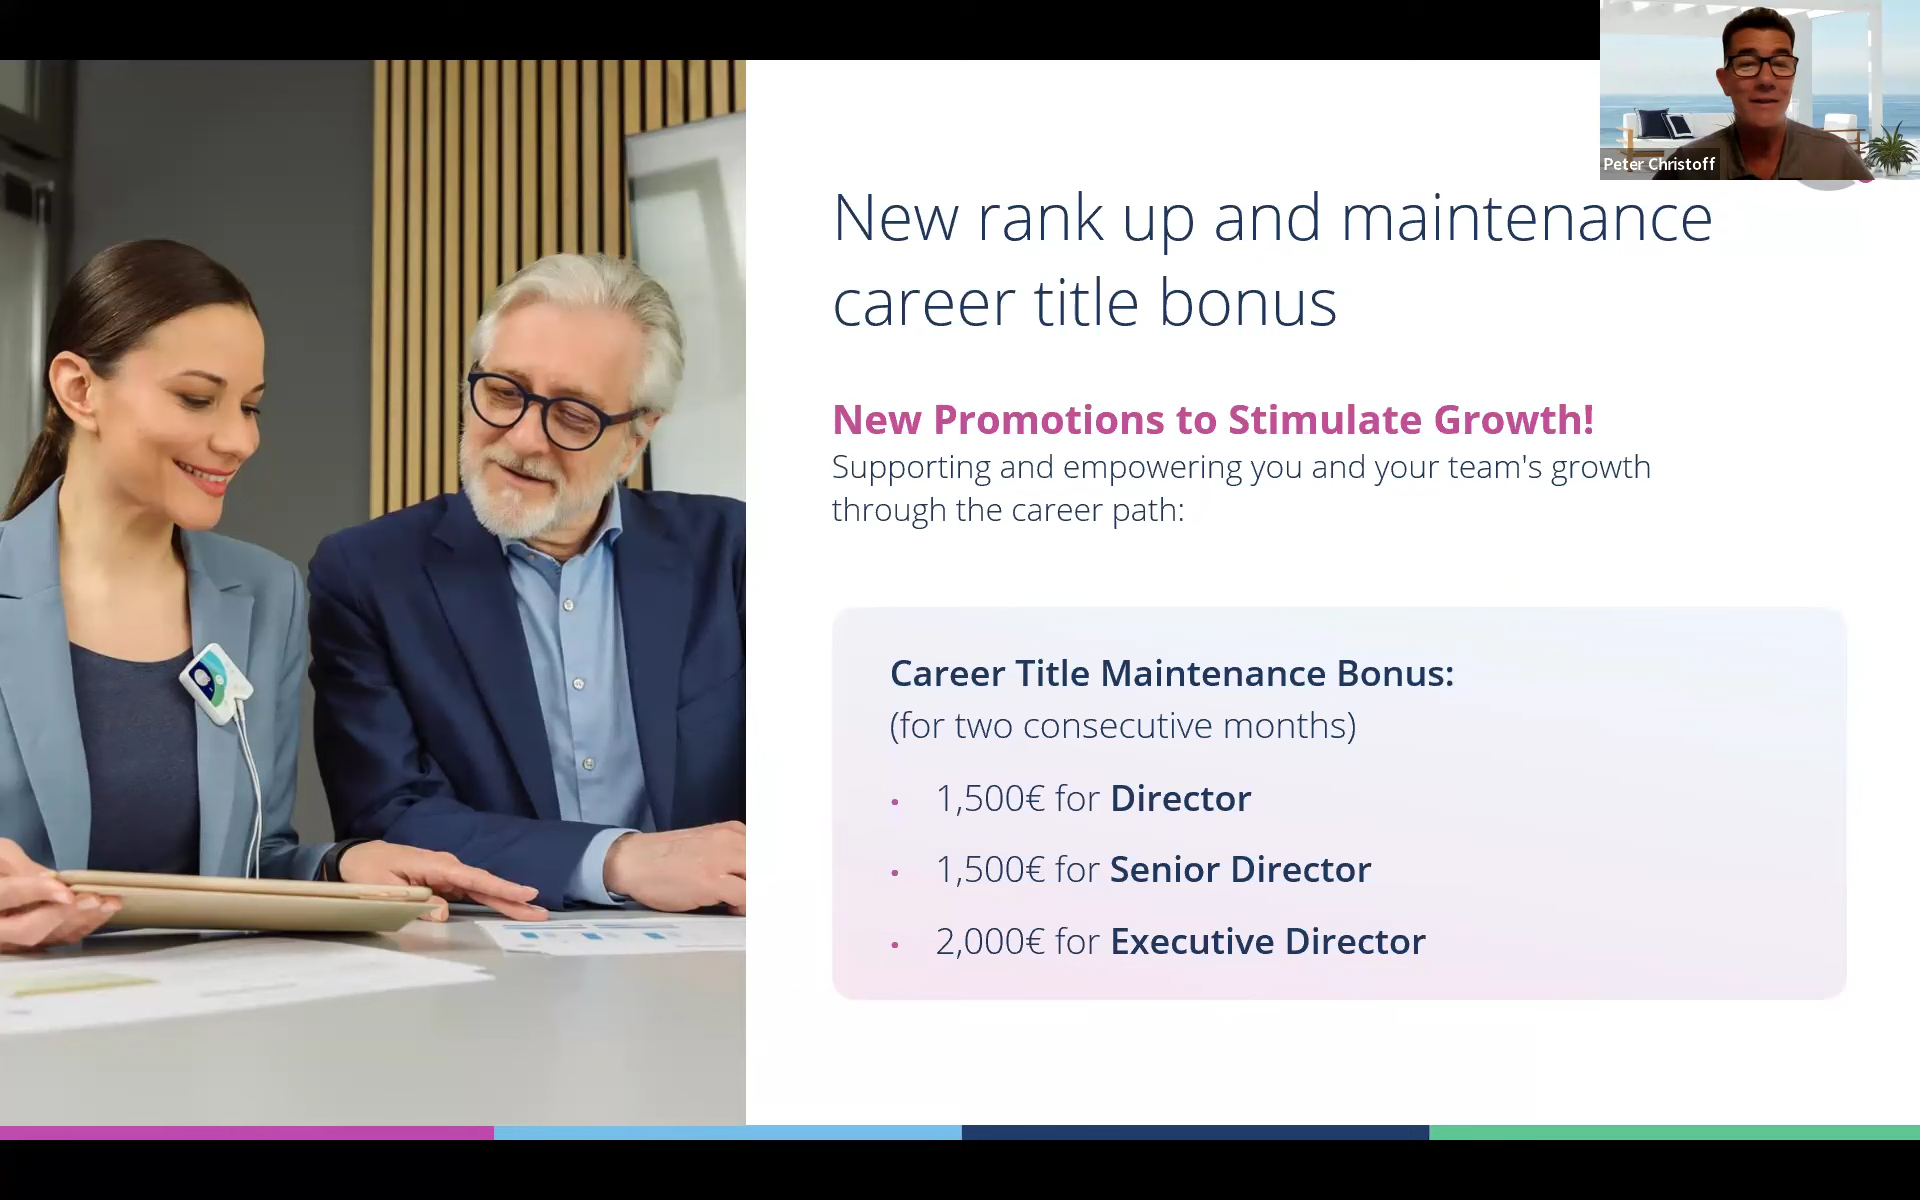 Peter Christoff
New rank up and maintenance
career title bonus
New Promotions to Stimulate Growth!
Supporting and empowering you and your team's growth
through the career path:
Career Title Maintenance Bonus:
(for two consecutive months)
• 1,500€ for Director
• 1,500€ for Senior Director
• 2,000€ for Executive Director